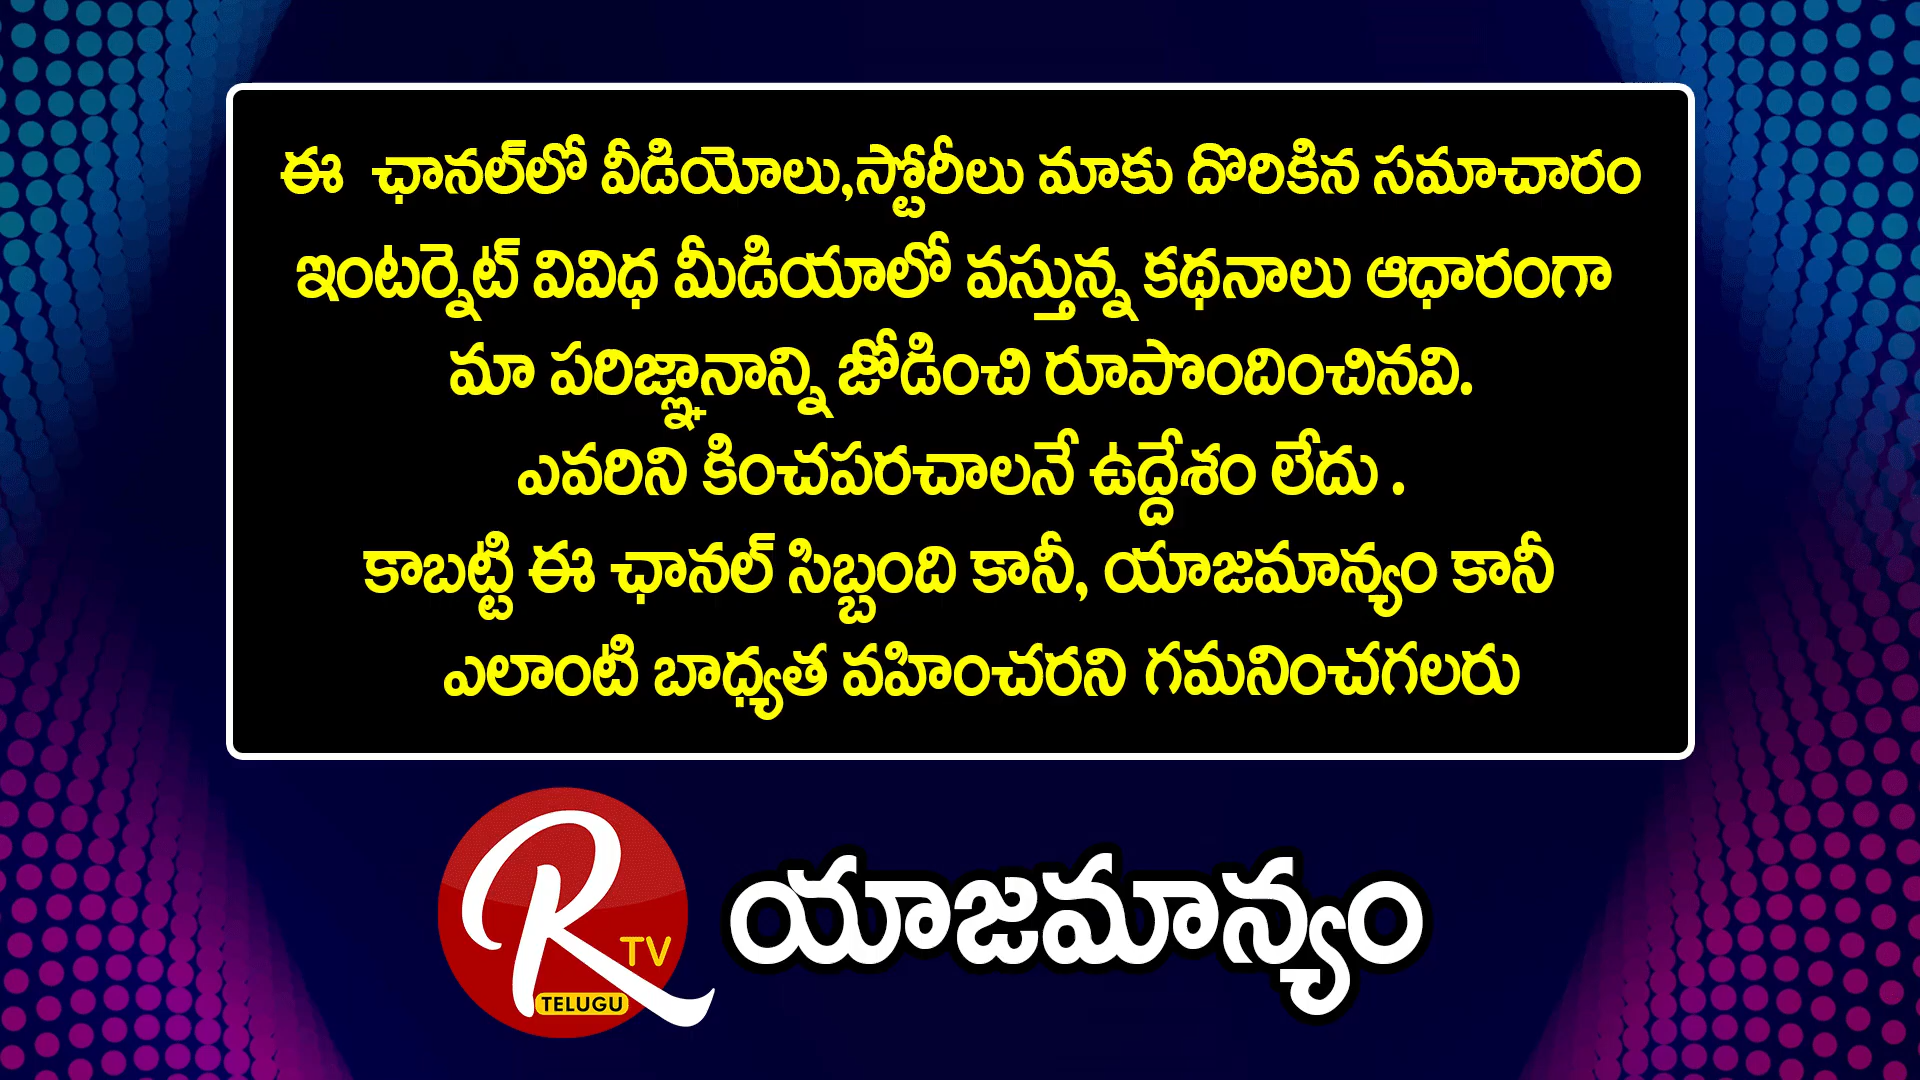 ఈ ఛానల్‌లో వీడియోలు,స్టోరీలు మాకు దొరికిన సమాచారం
ఇంటర్నెట్ వివిధ మీడియాలో వస్తున్న కథనాలు ఆధారంగా
మా పరిజ్ఞానాన్ని జోడించి రూపొందించినవి.
ఎవరిని కించపరచాలనే ఉద్దేశం లేదు .
కాబట్టి ఈ ఛానల్ సిబ్బంది కానీ, యాజమాన్యం కానీ
ఎలాంటి బాధ్యత వహించరని గమనించగలరు
R TV
TELUGU
యాజమాన్యం